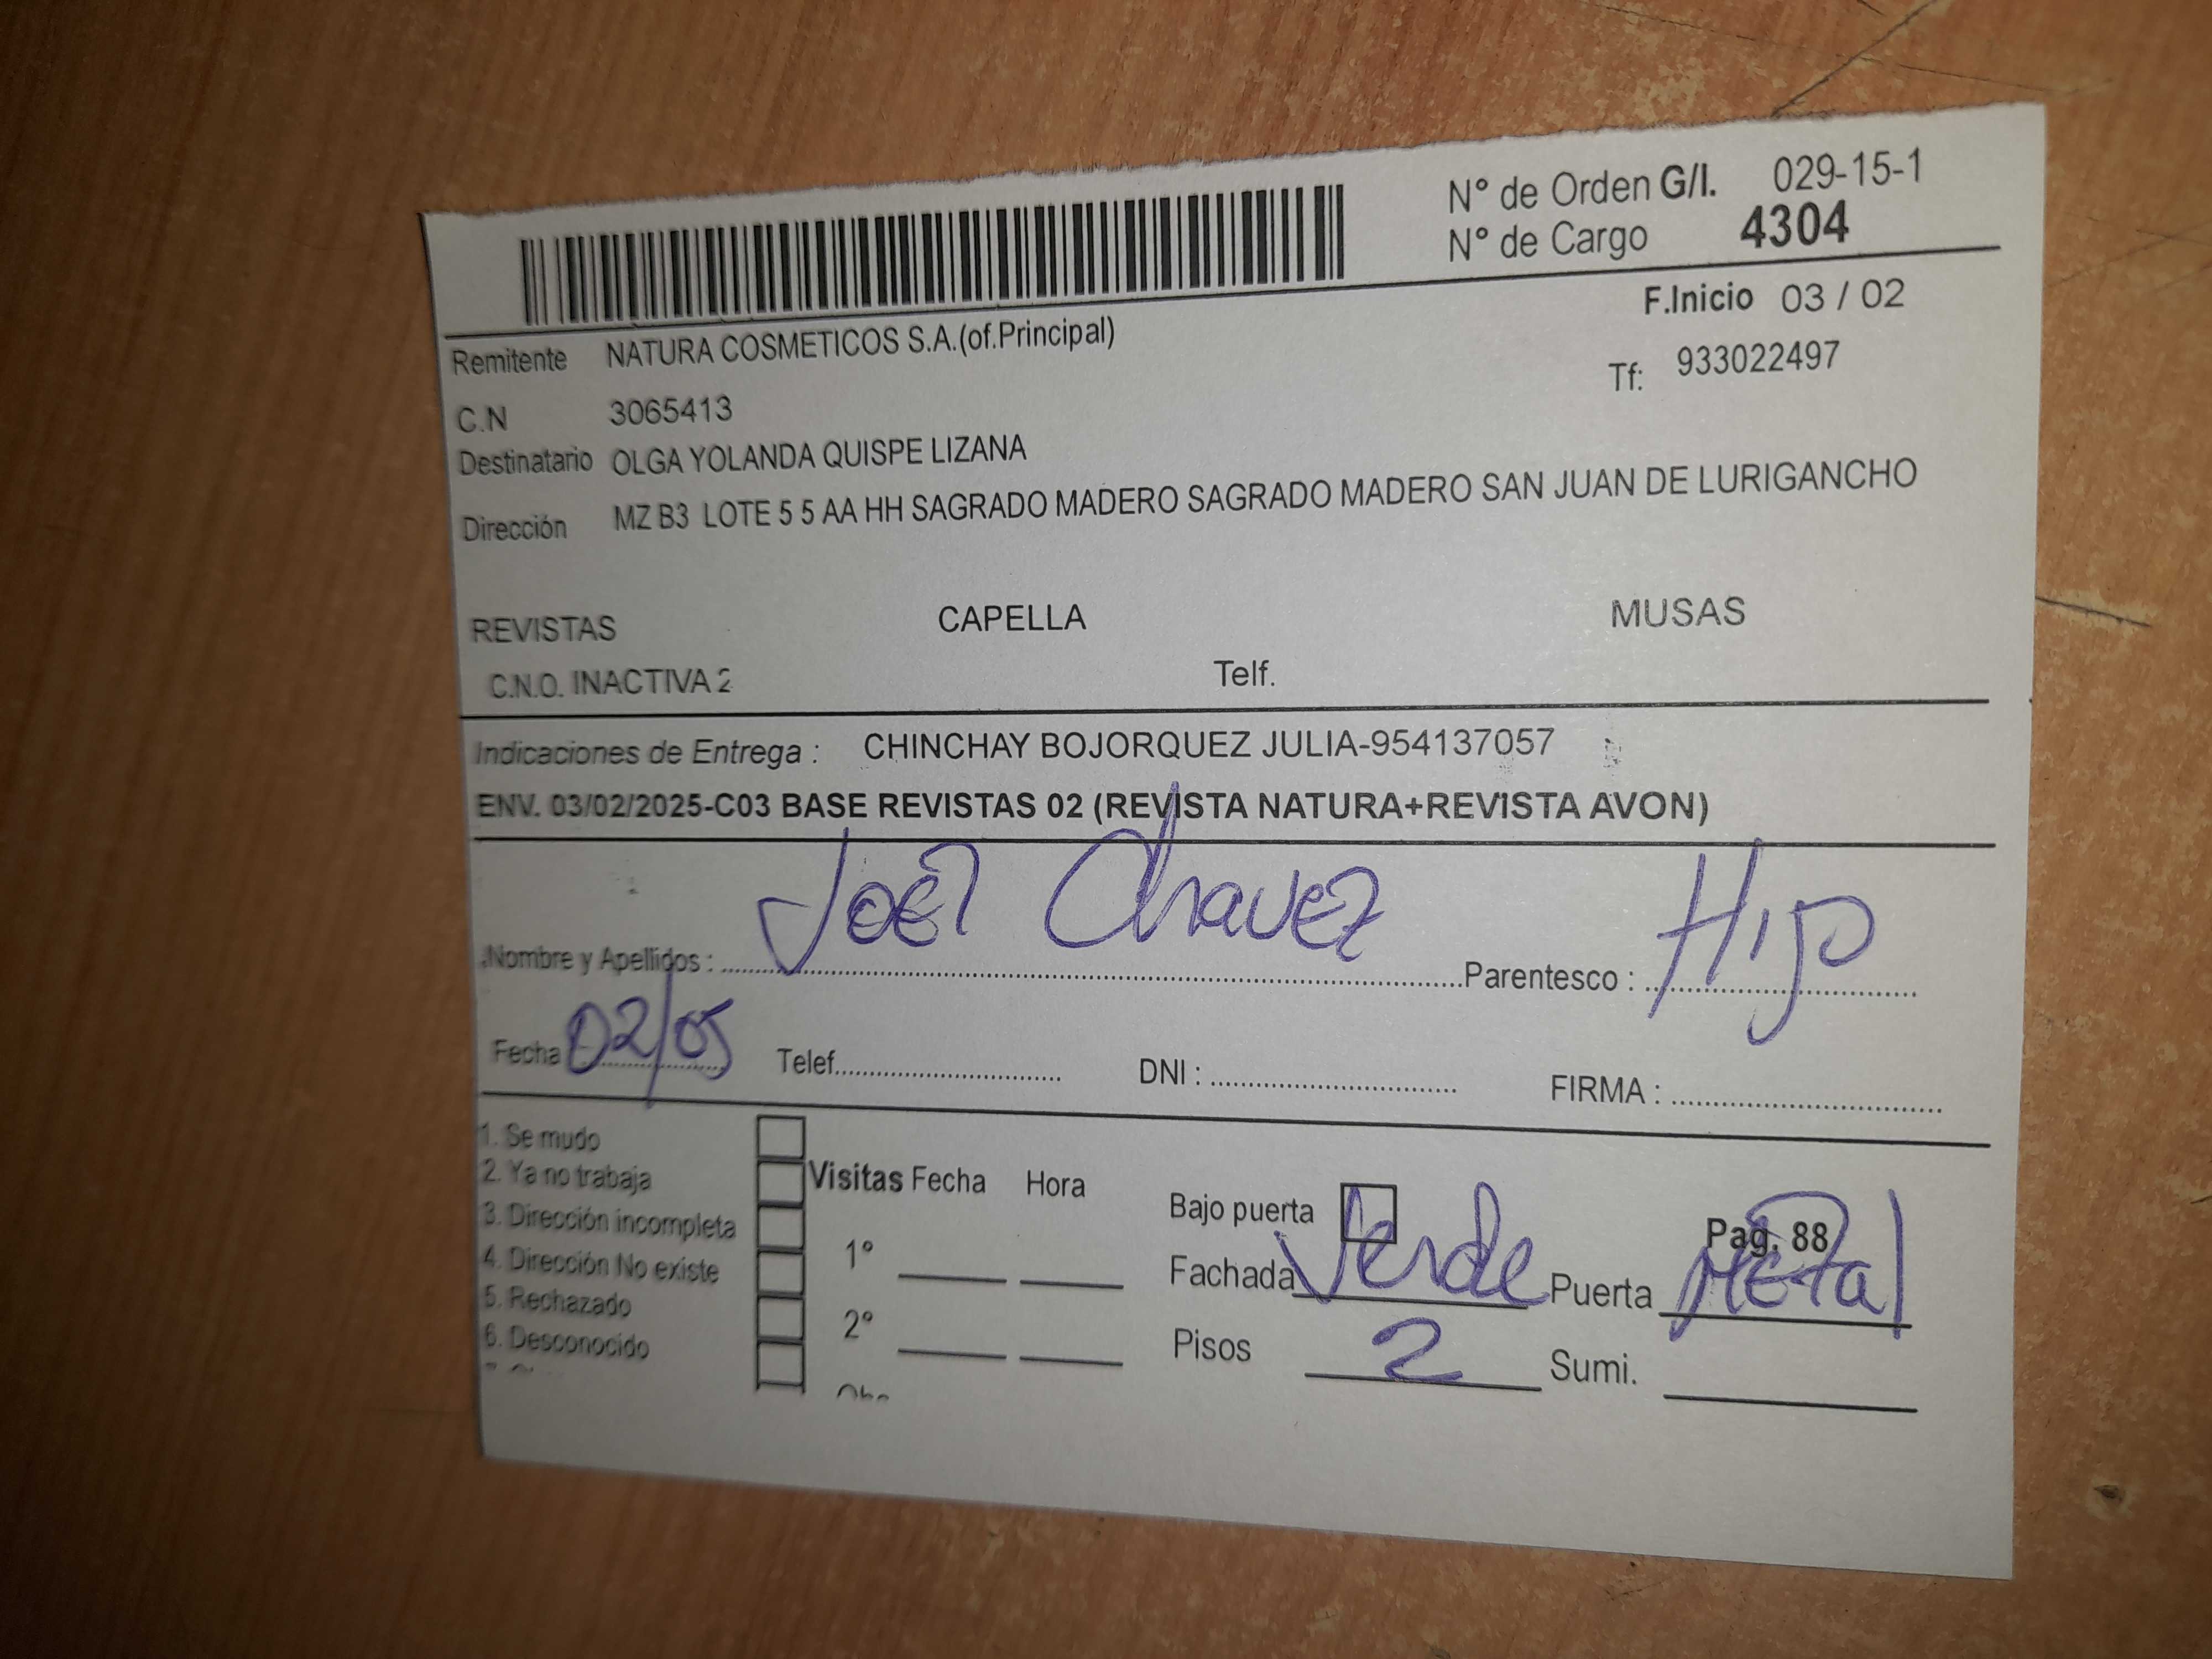 N° de Orden G/I. 029-15-1
N° de Cargo 4304
F.Inicio 03 / 02
Remitente NATURA COSMETICOS S.A.(of.Principal)
Tf: 933022497
C.N 3065413
Destinatario OLGA YOLANDA QUISPE LIZANA
Dirección MZ B3 LOTE 5 5 AA HH SAGRADO MADERO SAGRADO MADERO SAN JUAN DE LURIGANCHO
REVISTAS CAPELLA MUSAS
C.N.O. INACTIVA 2 Telf.
Indicaciones de Entrega : CHINCHAY BOJORQUEZ JULIA-954137057
ENV. 03/02/2025-C03 BASE REVISTAS 02 (REVISTA NATURA+REVISTA AVON)
Nombre y Apellidos : Joel Chavez Parentesco : Hijo
Fecha 02/05 Telef. DNI : FIRMA :
1. Se mudo
2. Ya no trabaja
3. Dirección incompleta
4. Dirección No existe
5. Rechazado
6. Desconocido
Visitas Fecha Hora
1°
2°
Bajo puerta
Pag. 88
Fachada Verde Puerta Metal
Pisos 2 Sumi.